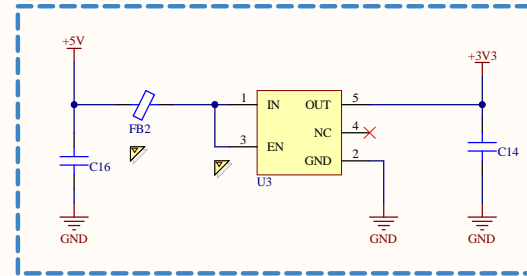 +5V
+3V3
1 IN OUT 5
FB2
NC 4
3 EN
C16
GND 2
C14
U3
GND
GND
GND